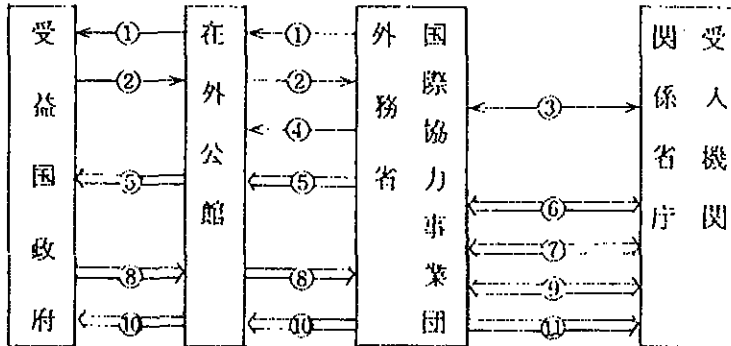 受益国政府
在外公館
外務省
国際協力事業団
関係省庁
受入機関
① ①
② ② ③
④
⑤ ⑤
⑥
⑦
⑧ ⑧
⑨
⑩ ⑩ ⑪